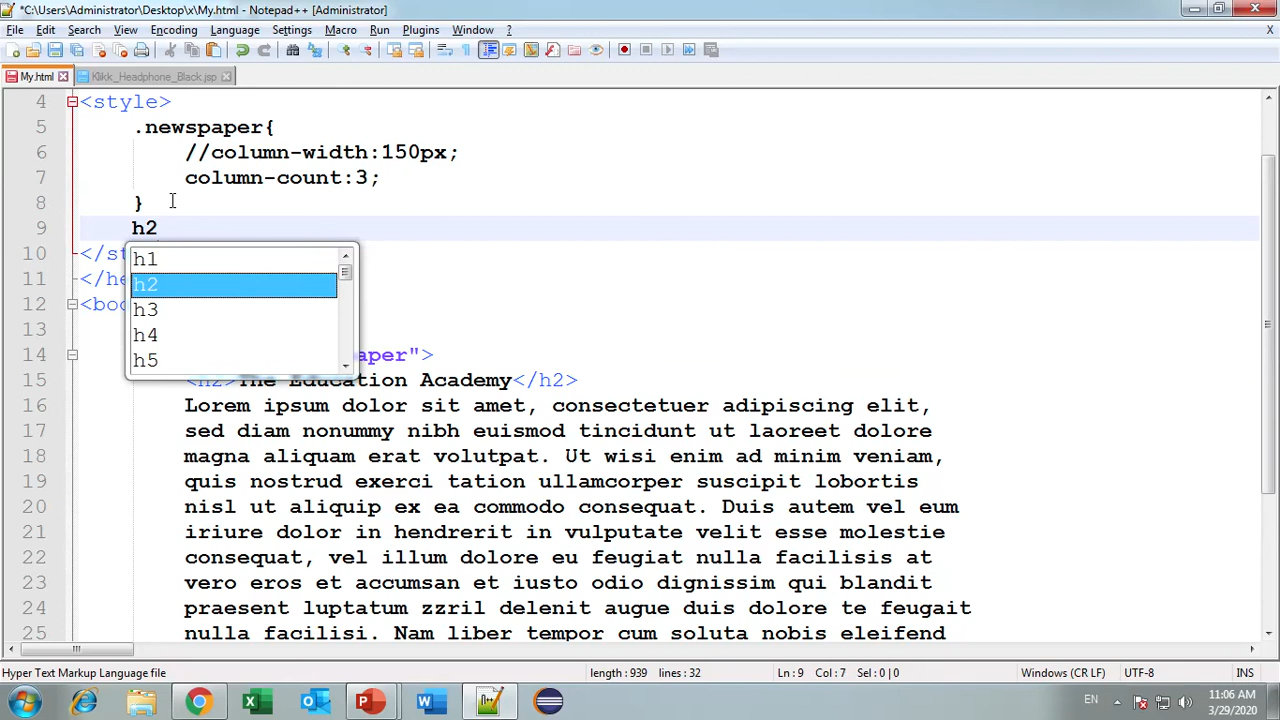 *C:\Users\Administrator\Desktop\x\My.html - Notepad++ [Administrator]
File Edit Search View Encoding Language Settings Macro Run Plugins Window ? X
My.html Klikk_Headphone_Black.jsp
4 <style>
5 .newspaper{
6 //column-width:150px;
7 column-count:3;
8 }
9 h2
10 </st
h1
11 </he
h2
12 <boo
h3
13
h4
14 aper">
h5
15 <h2>The Education Academy</h2>
16 Lorem ipsum dolor sit amet, consectetuer adipiscing elit,
17 sed diam nonummy nibh euismod tincidunt ut laoreet dolore
18 magna aliquam erat volutpat. Ut wisi enim ad minim veniam,
19 quis nostrud exerci tation ullamcorper suscipit lobortis
20 nisl ut aliquip ex ea commodo consequat. Duis autem vel eum
21 iriure dolor in hendrerit in vulputate velit esse molestie
22 consequat, vel illum dolore eu feugiat nulla facilisis at
23 vero eros et accumsan et iusto odio dignissim qui blandit
24 praesent luptatum zzril delenit augue duis dolore te feugait
25 nulla facilisi. Nam liber tempor cum soluta nobis eleifend
Hyper Text Markup Language file length : 939 lines : 32 Ln : 9 Col : 7 Sel : 0 | 0 Windows (CR LF) UTF-8 INS
EN 11:06 AM
3/29/2020